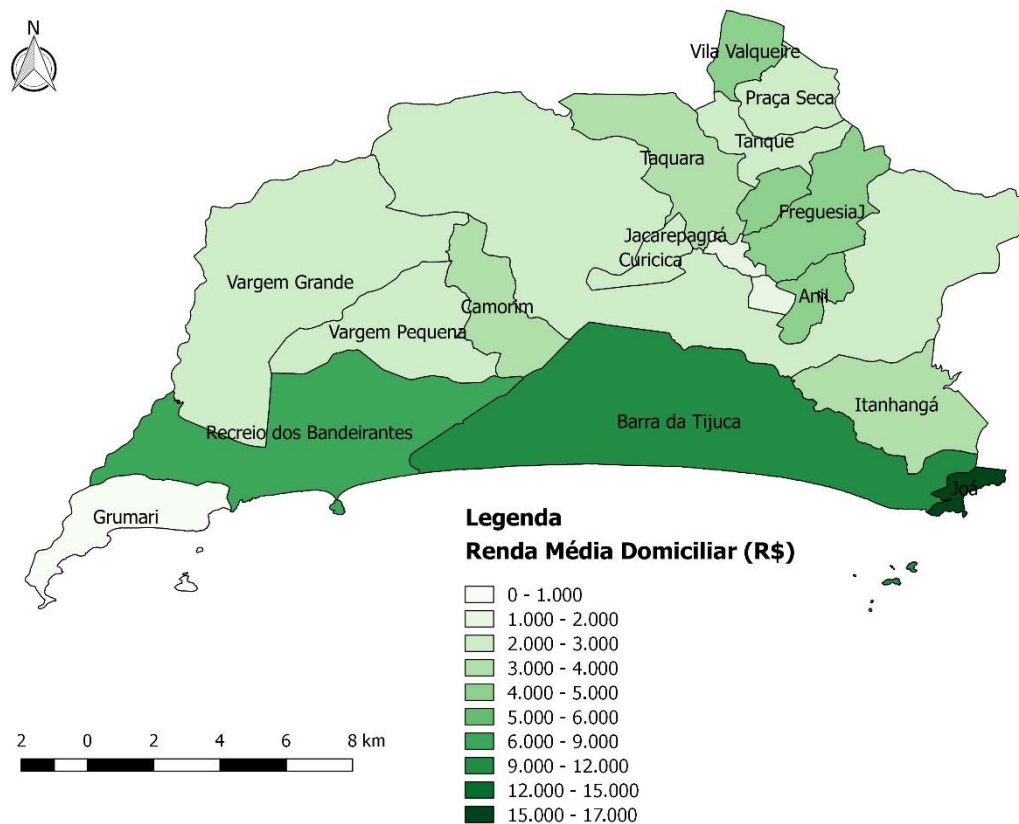 N
Vila Valqueire
Praça Seca
Tanque
Taquara
FreguesiaJ
Jacarepaguá
Curicica
Vargem Grande
Anil
Camorim
Vargem Pequena
Itanhangá
Barra da Tijuca
Recreio dos Bandeirantes
Joá
Grumari
Legenda
Renda Média Domiciliar (R$)
0 - 1.000
1.000 - 2.000
2.000 - 3.000
3.000 - 4.000
4.000 - 5.000
5.000 - 6.000
6.000 - 9.000
9.000 - 12.000
12.000 - 15.000
15.000 - 17.000
2 0 2 4 6 8 km